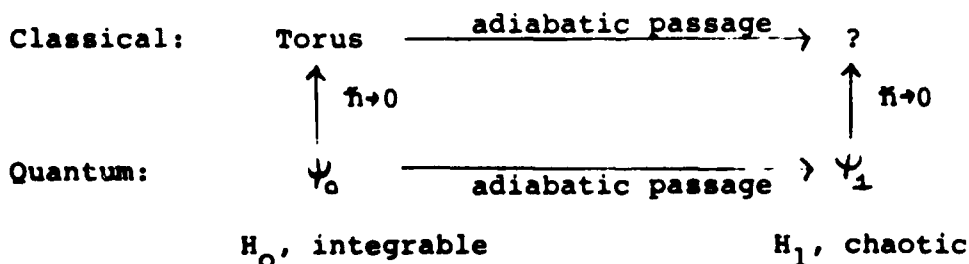 Classical: Torus adiabatic passage ?
ħ→0 ħ→0
Quantum: ψ₀ adiabatic passage ψ₁
H₀, integrable H₁, chaotic